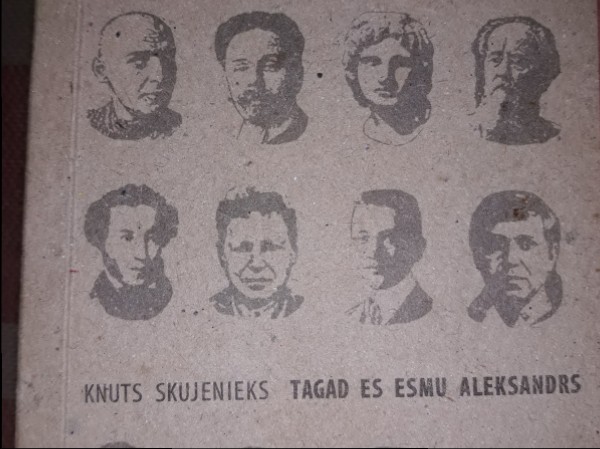 KNUTS SKUJENIEKS TAGAD ES ESMU ALEKSANDRS